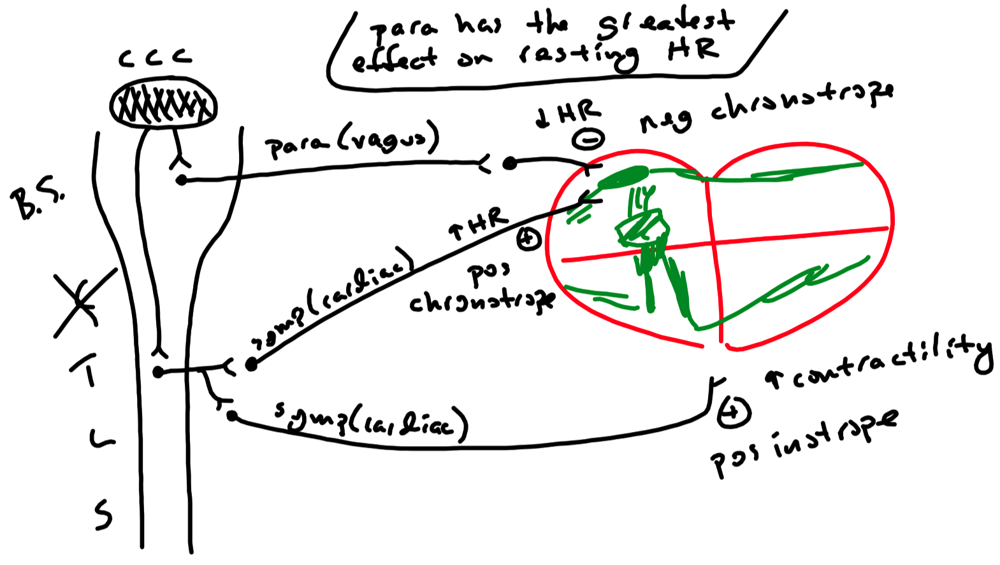 para has the greatest
effect on resting HR
CCC
↓HR
neg chronotrope
⊖
para (vagus)
B.S.
↑HR
⊕
symp (cardiac)
pos
chronotrope
C
T
L
S
symp (cardiac)
⊕
↑ contractility
pos inotrope